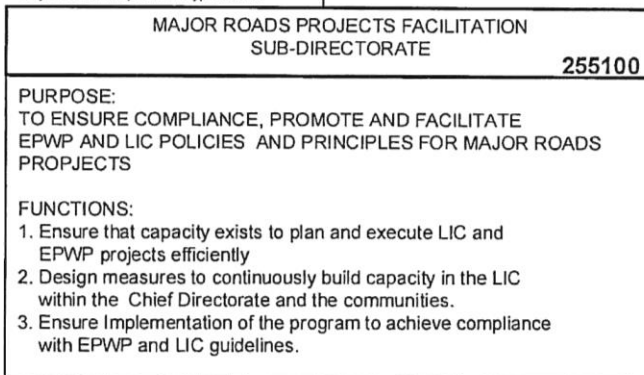 MAJOR ROADS PROJECTS FACILITATION
SUB-DIRECTORATE
255100
PURPOSE:
TO ENSURE COMPLIANCE, PROMOTE AND FACILITATE
EPWP AND LIC POLICIES AND PRINCIPLES FOR MAJOR ROADS
PROPJECTS
FUNCTIONS:
1. Ensure that capacity exists to plan and execute LIC and
EPWP projects efficiently
2. Design measures to continuously build capacity in the LIC
within the Chief Directorate and the communities.
3. Ensure Implementation of the program to achieve compliance
with EPWP and LIC guidelines.